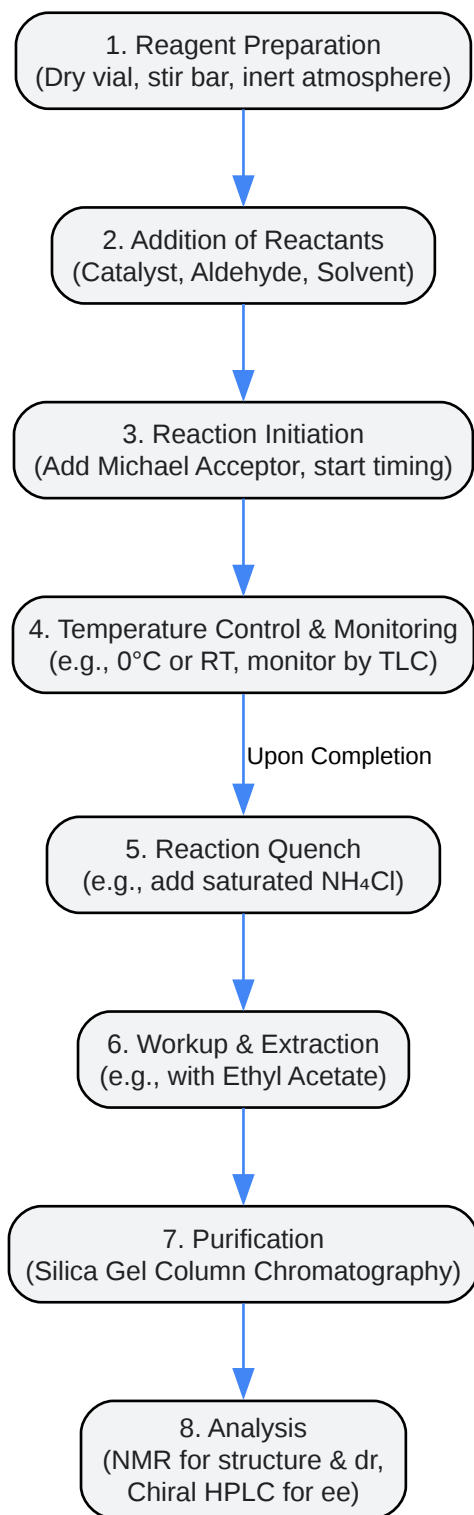 1. Reagent Preparation
(Dry vial, stir bar, inert atmosphere)
2. Addition of Reactants
(Catalyst, Aldehyde, Solvent)
3. Reaction Initiation
(Add Michael Acceptor, start timing)
4. Temperature Control & Monitoring
(e.g., 0°C or RT, monitor by TLC)
Upon Completion
5. Reaction Quench
(e.g., add saturated NH₄Cl)
6. Workup & Extraction
(e.g., with Ethyl Acetate)
7. Purification
(Silica Gel Column Chromatography)
8. Analysis
(NMR for structure & dr,
Chiral HPLC for ee)